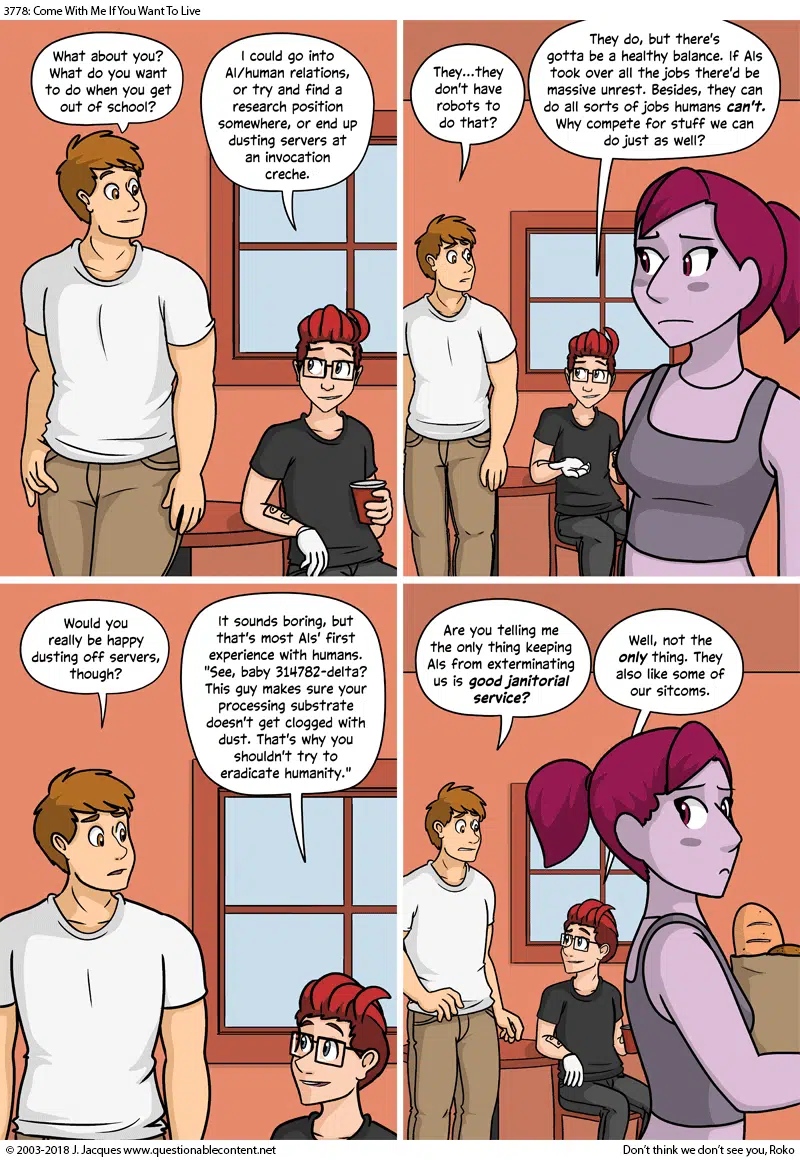 3778: Come With Me If You Want To Live
What about you?
What do you want
to do when you get
out of school?
I could go into
AI/human relations,
or try and find a
research position
somewhere, or end up
dusting servers at
an invocation
creche.
They...they
don't have
robots to
do that?
They do, but there's
gotta be a healthy balance. If AIs
took over all the jobs there'd be
massive unrest. Besides, they can
do all sorts of jobs humans can't.
Why compete for stuff we can
do just as well?
Would you
really be happy
dusting off servers,
though?
It sounds boring, but
that's most AIs' first
experience with humans.
"See, baby 314782-delta?
This guy makes sure your
processing substrate
doesn't get clogged with
dust. That's why you
shouldn't try to
eradicate humanity."
Are you telling me
the only thing keeping
AIs from exterminating
us is good janitorial
service?
Well, not the
only thing. They
also like some of
our sitcoms.
© 2003-2018 J. Jacques www.questionablecontent.net
Don't think we don't see you, Roko